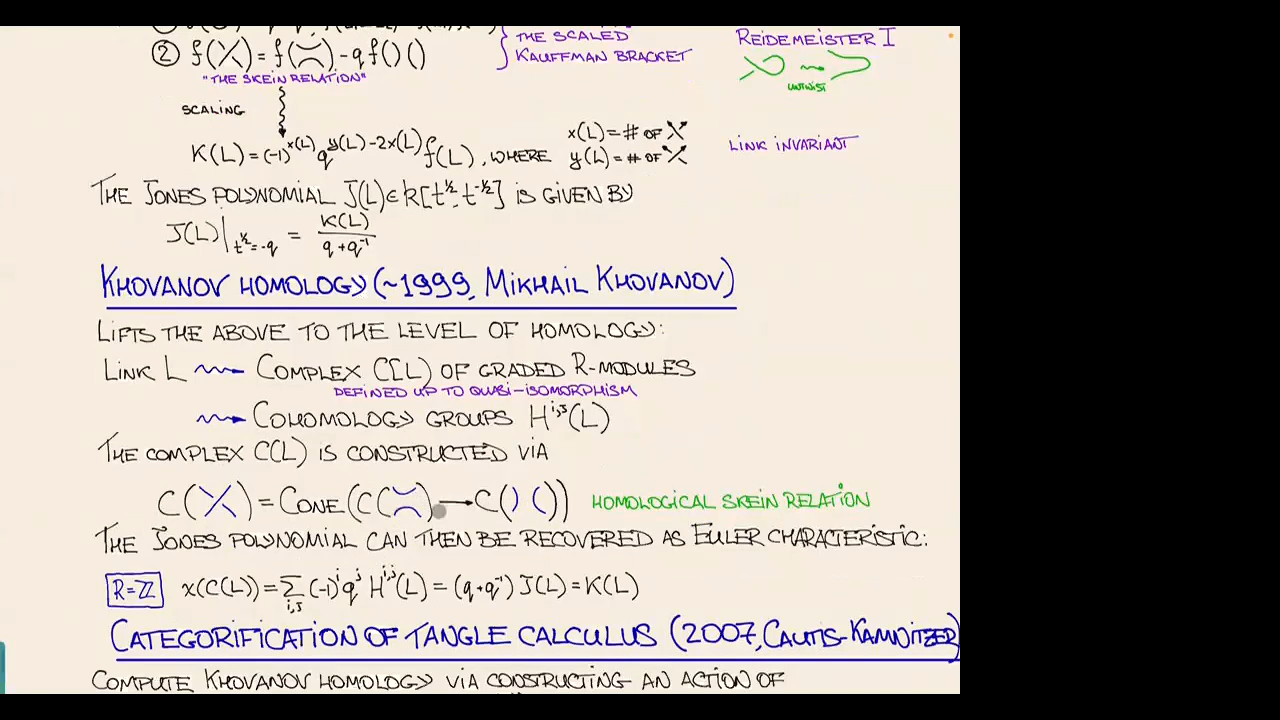 ② f(X) = f(≍) - q f( ) ( )
"THE SKEIN RELATION"
THE SCALED
KAUFFMAN BRACKET
REIDEMEISTER I
UNTWIST
SCALING
K(L) = (-1)^{x(L)} q^{y(L)-2x(L)} f(L), WHERE x(L) = # OF X
y(L) = # OF X
LINK INVARIANT
THE JONES POLYNOMIAL J(L) ∈ k[t^{1/2}, t^{-1/2}] IS GIVEN BY
J(L)|_{t^{1/2}=-q} = K(L) / (q+q^{-1})
KHOVANOV HOMOLOGY (~1999, MIKHAIL KHOVANOV)
LIFTS THE ABOVE TO THE LEVEL OF HOMOLOGY:
LINK L ⇝ COMPLEX C(L) OF GRADED R-MODULES
DEFINED UP TO QUASI-ISOMORPHISM
⇝ COHOMOLOGY GROUPS H^{i,j}(L)
THE COMPLEX C(L) IS CONSTRUCTED VIA
C(X) = CONE(C(≍) → C( ) ( )) HOMOLOGICAL SKEIN RELATION
THE JONES POLYNOMIAL CAN THEN BE RECOVERED AS EULER CHARACTERISTIC:
R=ℤ χ(C(L)) = Σ_{i,j} (-1)^i q^j H^{i,j}(L) = (q+q^{-1}) J(L) = K(L)
CATEGORIFICATION OF TANGLE CALCULUS (2007, CAUTIS-KAMNITZER)
COMPUTE KHOVANOV HOMOLOGY VIA CONSTRUCTING AN ACTION OF